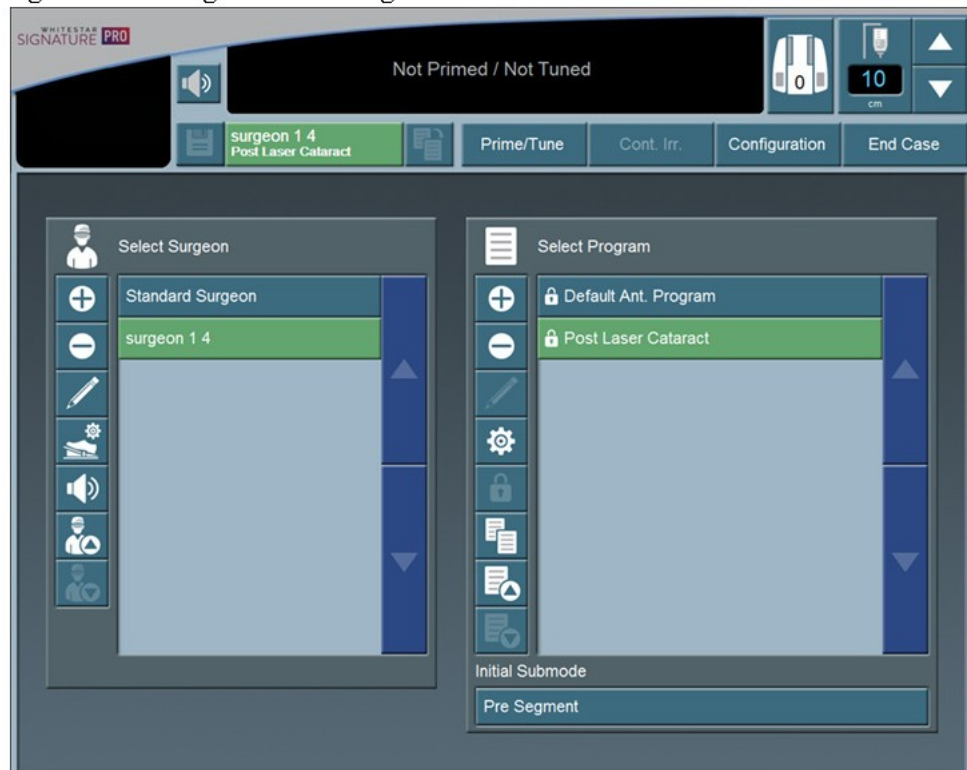 WHITESTAR
SIGNATURE PRO
Not Primed / Not Tuned
0
10
cm
surgeon 1 4
Post Laser Cataract
Prime/Tune
Cont. Irr.
Configuration
End Case
Select Surgeon
Standard Surgeon
surgeon 1 4
Select Program
Default Ant. Program
Post Laser Cataract
Initial Submode
Pre Segment